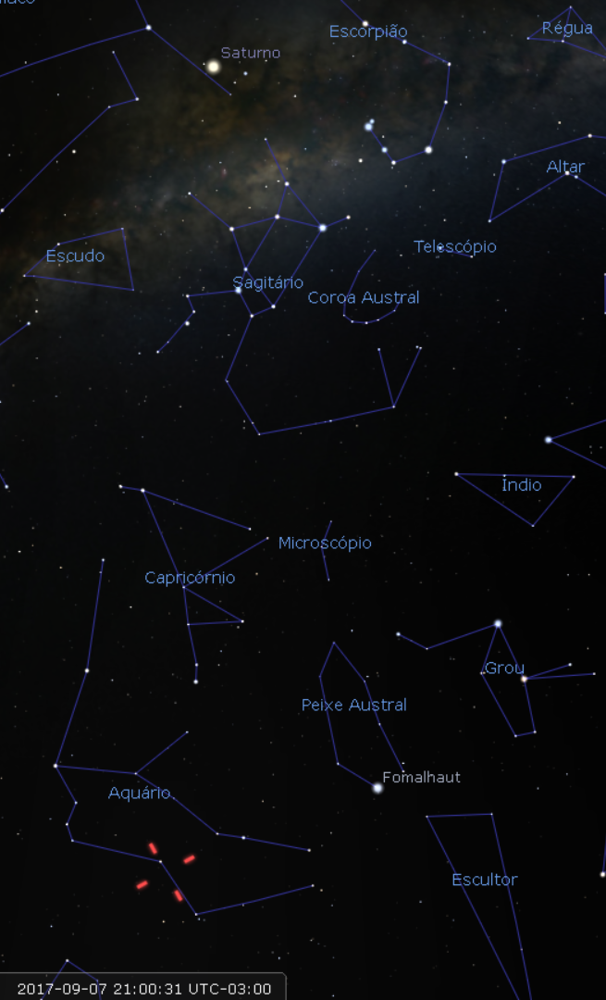 Escorpião
Régua
Saturno
Altar
Telescópio
Escudo
Sagitário
Coroa Austral
Índio
Microscópio
Capricórnio
Grou
Peixe Austral
Fomalhaut
Aquário
Escultor
2017-09-07 21:00:31 UTC-03:00